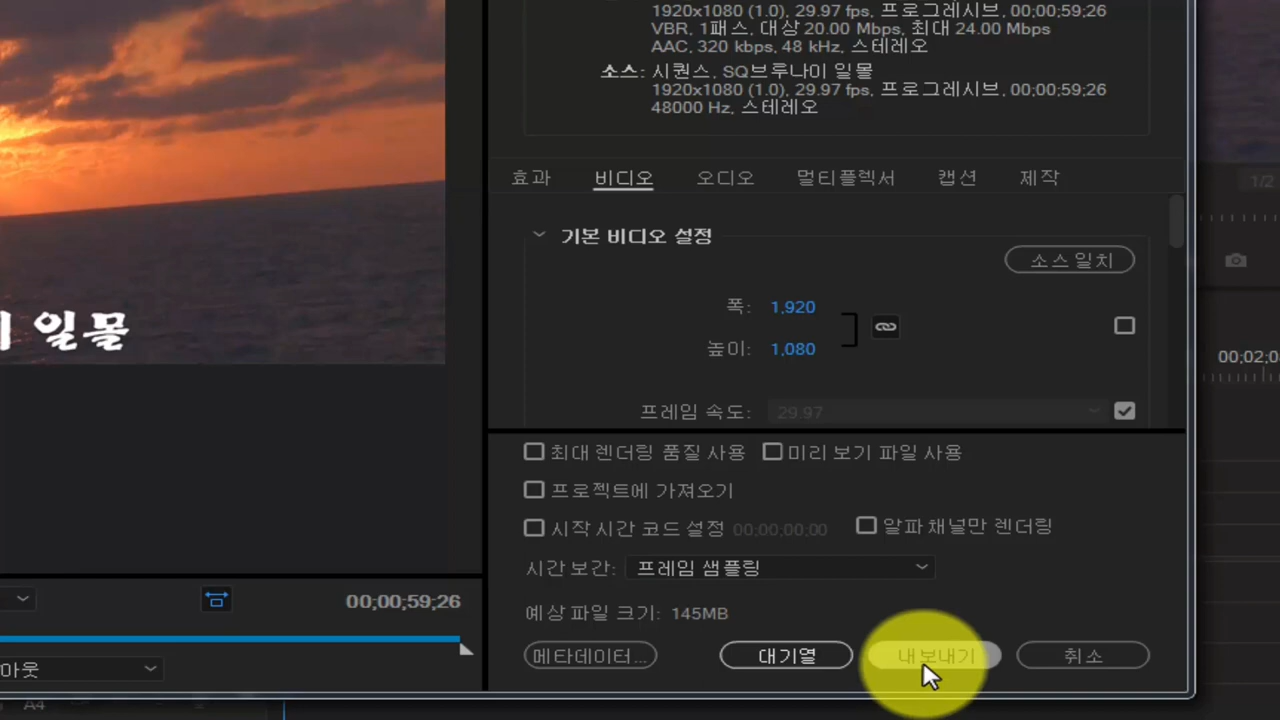 1920x1080 (1.0), 29.97 fps, 프로그레시브, 00;00;59;26
VBR, 1패스, 대상 20.00 Mbps, 최대 24.00 Mbps
AAC, 320 kbps, 48 kHz, 스테레오
소스: 시퀀스, SQ브루나이 일몰
1920x1080 (1.0), 29.97 fps, 프로그레시브, 00;00;59;26
48000 Hz, 스테레오
효과 비디오 오디오 멀티플렉서 캡션 제작
1/2
기본 비디오 설정
소스 일치
폭: 1,920
높이: 1,080
일몰
00;02;0
프레임 속도: 29.97
최대 렌더링 품질 사용 미리 보기 파일 사용
프로젝트에 가져오기
시작 시간 코드 설정 00;00;00;00 알파 채널만 렌더링
시간 보간: 프레임 샘플링
00;00;59;26
예상 파일 크기: 145MB
메타데이터... 대기열 내보내기 취소
아웃
A4